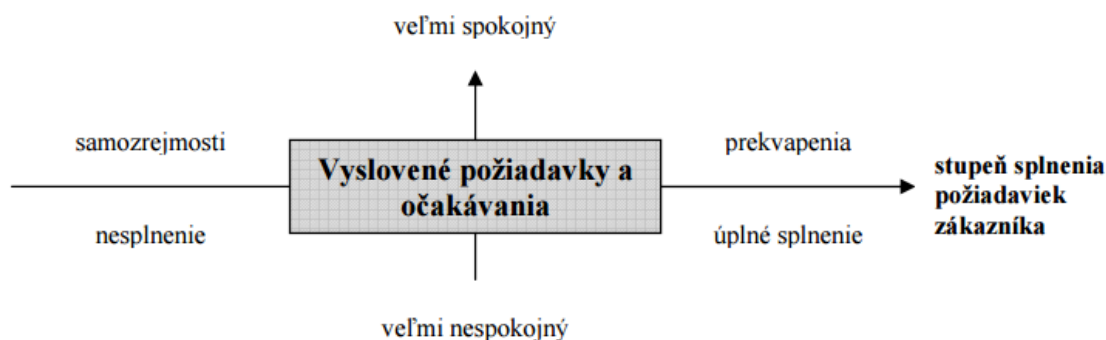 veľmi spokojný
samozrejmosti
prekvapenia
Vyslovené požiadavky a
očakávania
stupeň splnenia
požiadaviek
zákazníka
nesplnenie
úplné splnenie
veľmi nespokojný